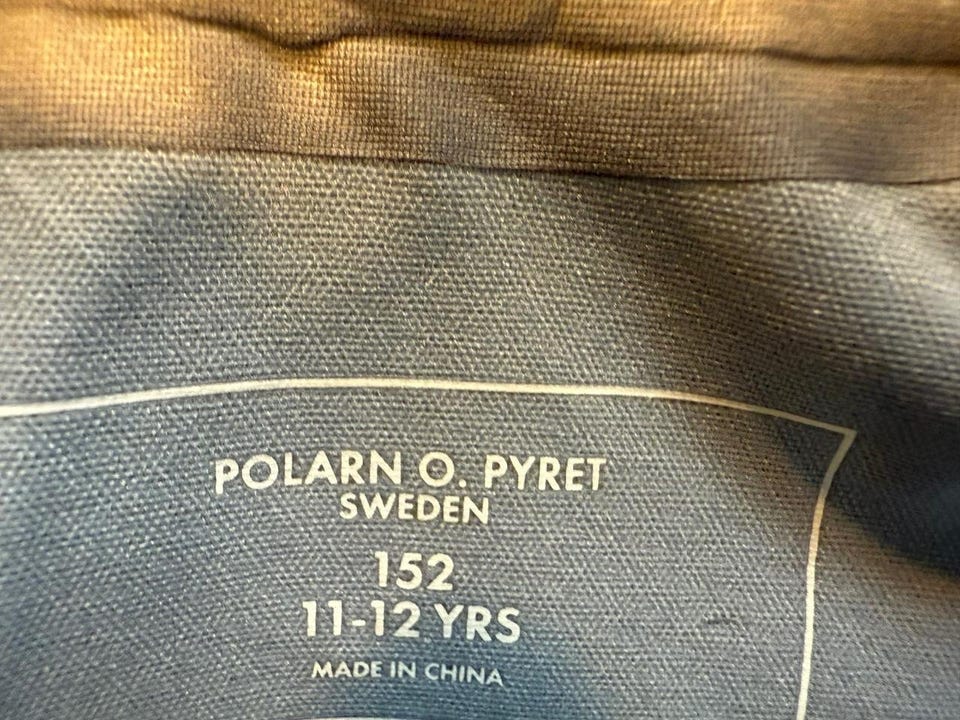 POLARN O. PYRET
SWEDEN
152
11-12 YRS
MADE IN CHINA